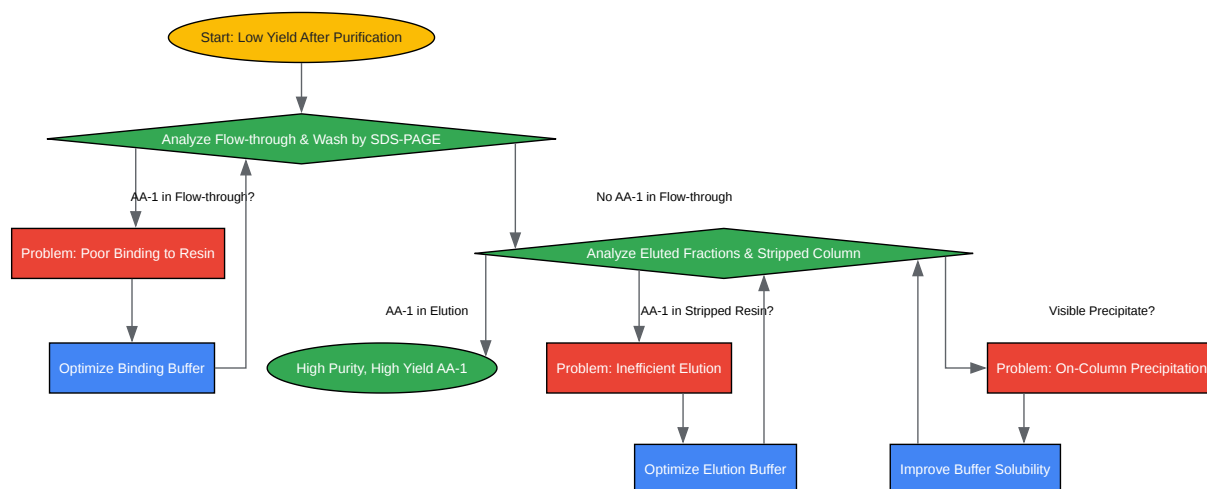 Start: Low Yield After Purification
Analyze Flow-through & Wash by SDS-PAGE
AA-1 in Flow-through?
No AA-1 in Flow-through
Problem: Poor Binding to Resin
Analyze Eluted Fractions & Stripped Column
AA-1 in Elution
AA-1 in Stripped Resin?
Visible Precipitate?
Optimize Binding Buffer
High Purity, High Yield AA-1
Problem: Inefficient Elution
Problem: On-Column Precipitation
Optimize Elution Buffer
Improve Buffer Solubility